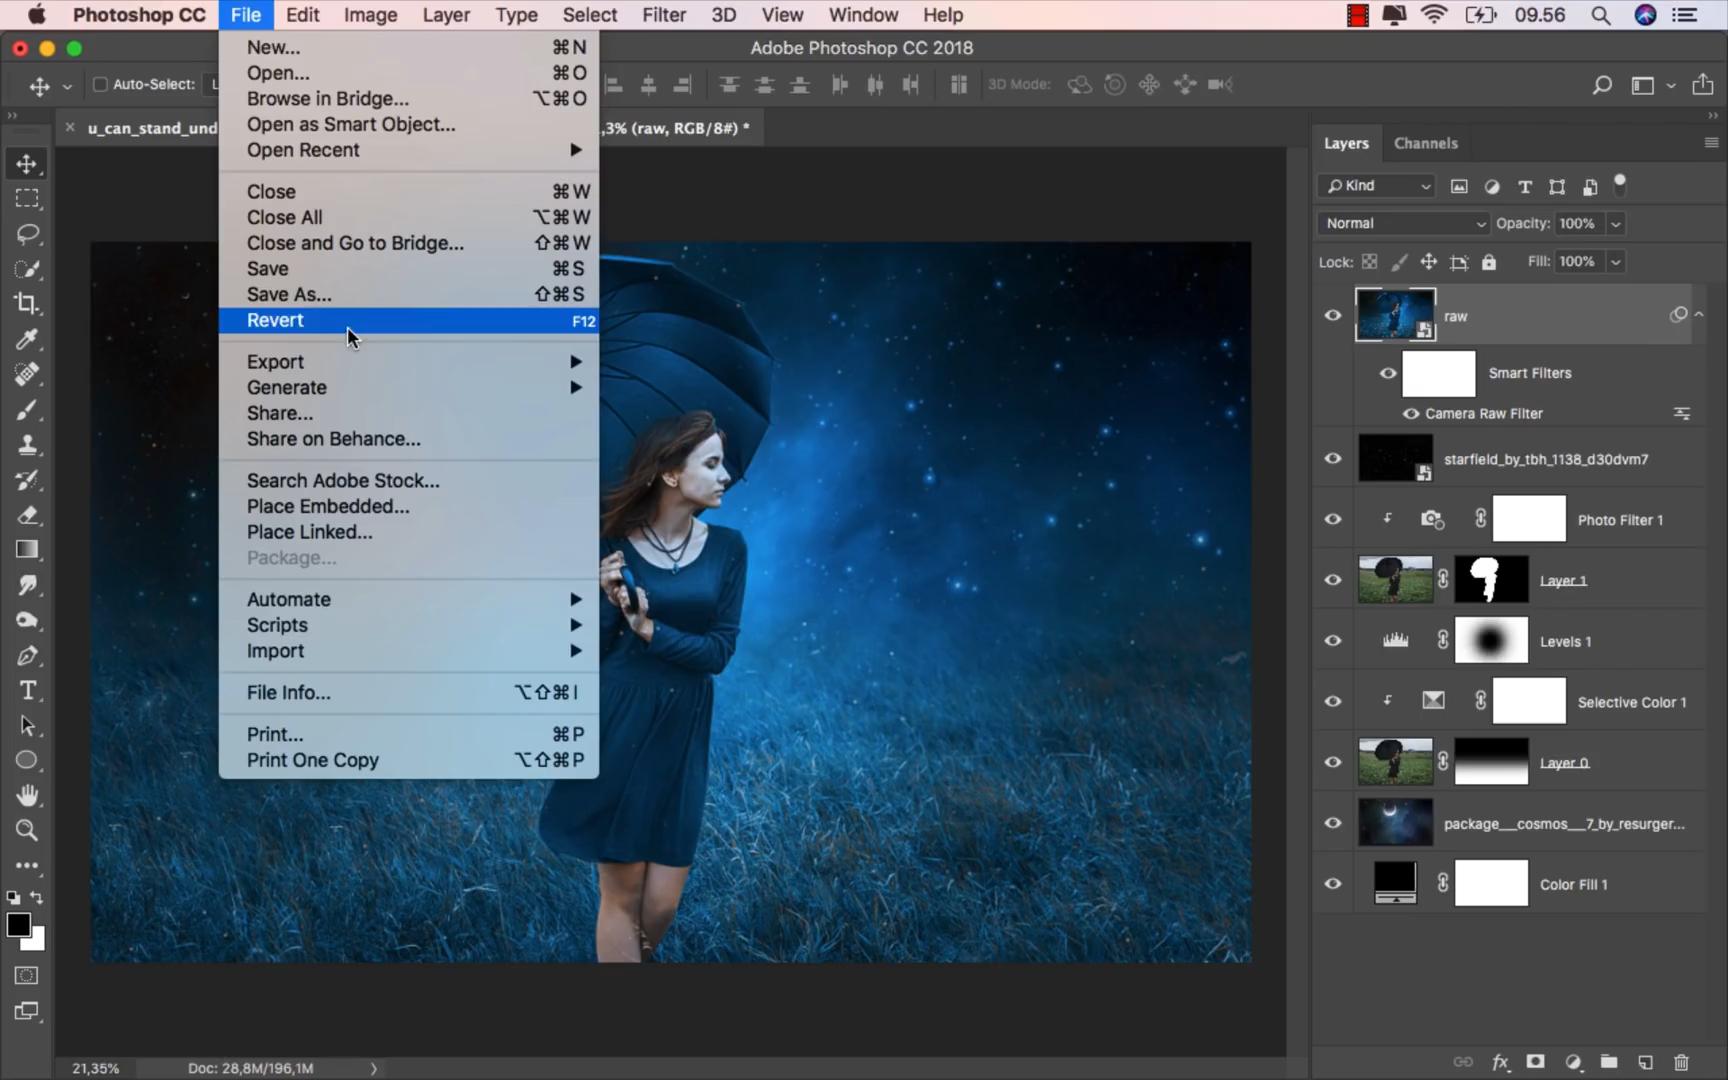 Photoshop CC File Edit Image Layer Type Select Filter 3D View Window Help 09.56
Adobe Photoshop CC 2018
Auto-Select: L 3D Mode:
u_can_stand_und ,3% (raw, RGB/8#) *
New... ⌘N
Open... ⌘O
Browse in Bridge... ⌥⌘O
Open as Smart Object...
Open Recent
Close ⌘W
Close All ⌥⌘W
Close and Go to Bridge... ⇧⌘W
Save ⌘S
Save As... ⇧⌘S
Revert F12
Export
Generate
Share...
Share on Behance...
Search Adobe Stock...
Place Embedded...
Place Linked...
Package...
Automate
Scripts
Import
File Info... ⌥⇧⌘I
Print... ⌘P
Print One Copy ⌥⇧⌘P
Layers Channels
Kind
Normal Opacity: 100%
Lock: Fill: 100%
raw
Smart Filters
Camera Raw Filter
starfield_by_tbh_1138_d30dvm7
Photo Filter 1
Layer 1
Levels 1
Selective Color 1
Layer 0
package__cosmos__7_by_resurger...
Color Fill 1
21,35% Doc: 28,8M/196,1M